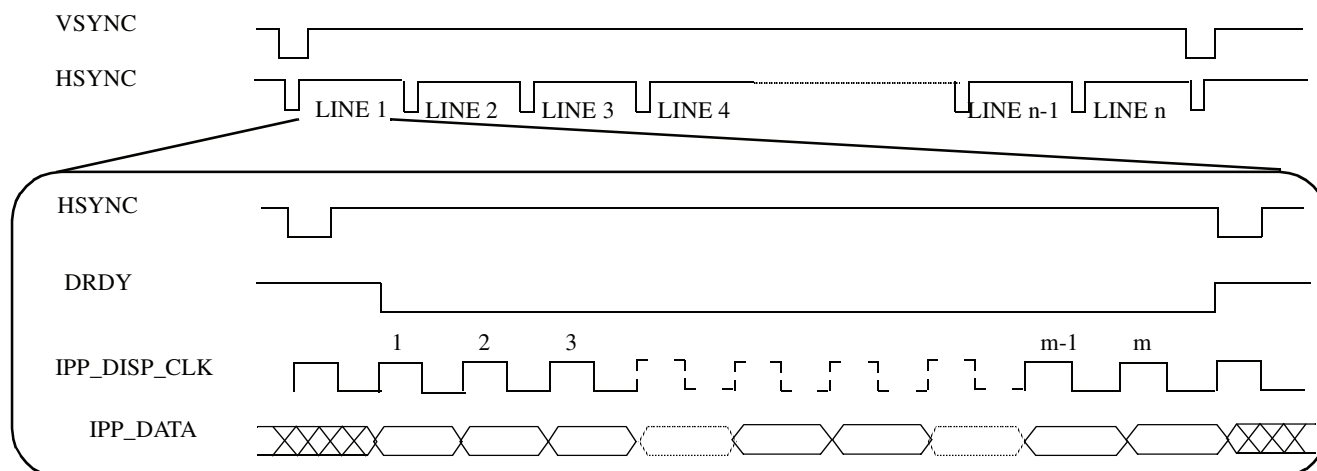 VSYNC
HSYNC
LINE 1 LINE 2 LINE 3 LINE 4 LINE n-1 LINE n
HSYNC
DRDY
1 2 3 m-1 m
IPP_DISP_CLK
IPP_DATA